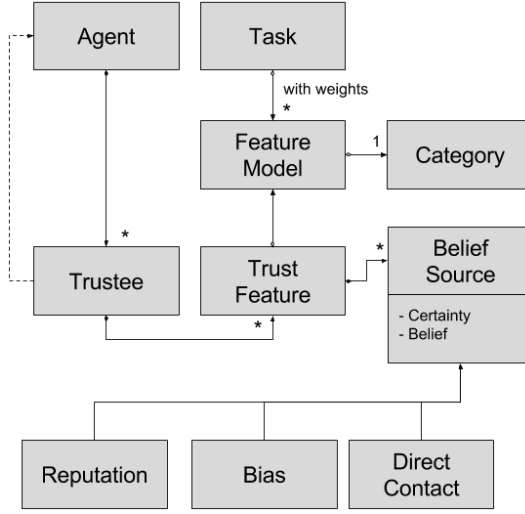 Agent
Task
with weights
*
Feature
Model
1
Category
*
Trustee
Trust
Feature
*
*
Belief
Source
- Certainty
- Belief
Reputation
Bias
Direct
Contact